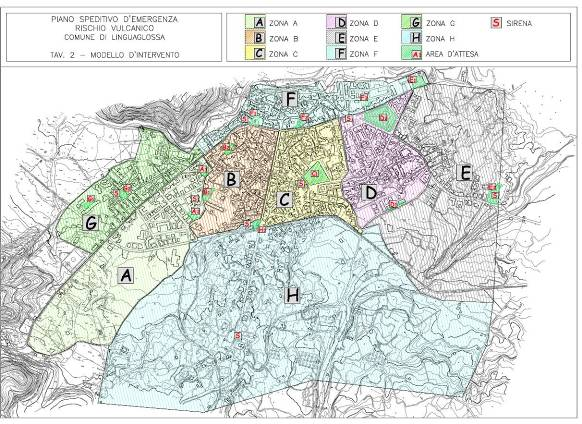 PIANO SPEDITIVO D'EMERGENZA
RISCHIO VULCANICO
COMUNE DI LINGUAGLOSSA
TAV. 2 - MODELLO D'INTERVENTO
A ZONA A
B ZONA B
C ZONA C
D ZONA D
E ZONA E
F ZONA F
G ZONA G
H ZONA H
S SIRENA
A1 AREA D'ATTESA
F
B
E
C
D
G
A
H
S